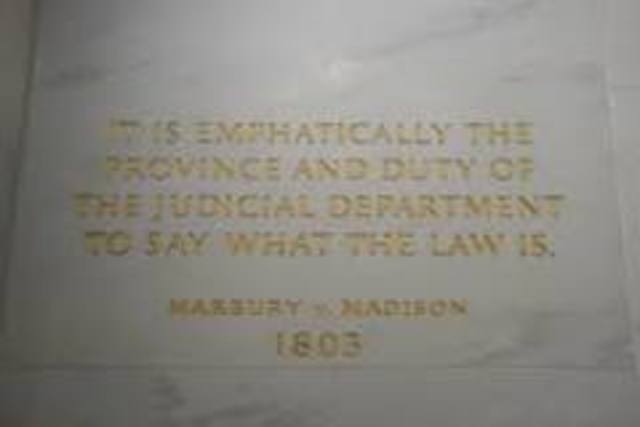 IT IS EMPHATICALLY THE
PROVINCE AND DUTY OF
THE JUDICIAL DEPARTMENT
TO SAY WHAT THE LAW IS.
MARBURY v. MADISON
1803